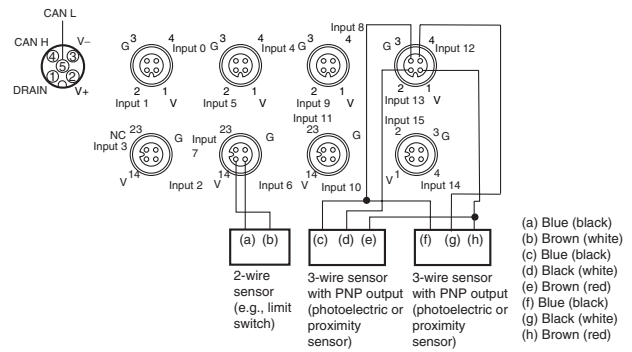 CAN L
CAN H
V–
4 3
5
1 2
DRAIN
V+
3 4
G
Input 0
2 1
Input 1 V
3 4
G
Input 4
2 1
Input 5 V
3 4
G
Input 8
2 1
Input 9 V
3 4
G
Input 12
2 1
Input 13 V
NC
23
G
Input 3
14
V
Input 2
Input 7
23
G
14
V
Input 6
Input 11
23
G
14
V
Input 10
Input 15
2 3 G
V 1 4
Input 14
(a) (b)
(c) (d) (e)
(f) (g) (h)
2-wire
sensor
(e.g., limit
switch)
3-wire sensor
with PNP output
(photoelectric or
proximity
sensor)
3-wire sensor
with PNP output
(photoelectric or
proximity
sensor)
(a) Blue (black)
(b) Brown (white)
(c) Blue (black)
(d) Black (white)
(e) Brown (red)
(f) Blue (black)
(g) Black (white)
(h) Brown (red)